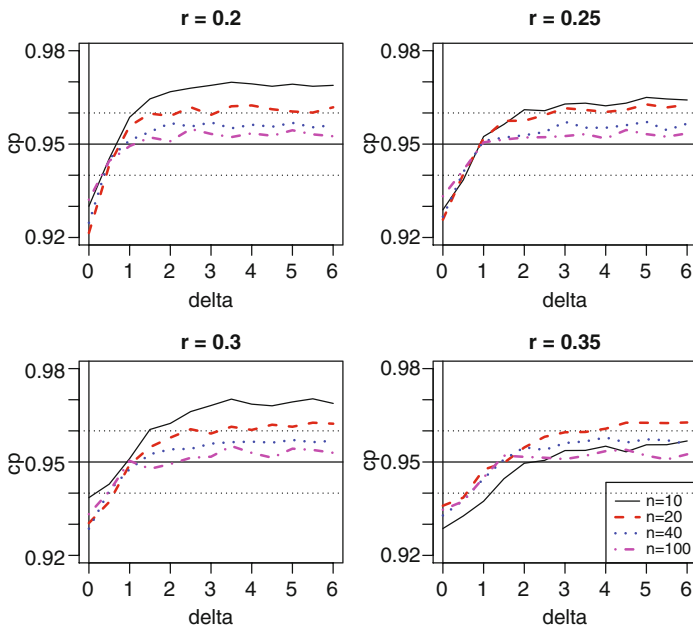 r = 0.2
0.98
0.95
0.92
cp
0 1 2 3 4 5 6
delta
r = 0.25
0.98
0.95
0.92
cp
0 1 2 3 4 5 6
delta
r = 0.3
0.98
0.95
0.92
cp
0 1 2 3 4 5 6
delta
r = 0.35
0.98
0.95
0.92
cp
n=10
n=20
n=40
n=100
0 1 2 3 4 5 6
delta